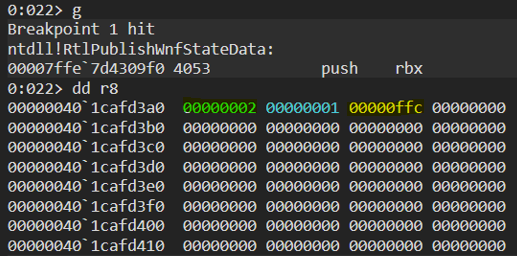 0:022> g
Breakpoint 1 hit
ntdll!RtlPublishWnfStateData:
00007ffe`7d4309f0 4053 push rbx
0:022> dd r8
00000040`1cafd3a0 00000002 00000001 00000ffc 00000000
00000040`1cafd3b0 00000000 00000000 00000000 00000000
00000040`1cafd3c0 00000000 00000000 00000000 00000000
00000040`1cafd3d0 00000000 00000000 00000000 00000000
00000040`1cafd3e0 00000000 00000000 00000000 00000000
00000040`1cafd3f0 00000000 00000000 00000000 00000000
00000040`1cafd400 00000000 00000000 00000000 00000000
00000040`1cafd410 00000000 00000000 00000000 00000000